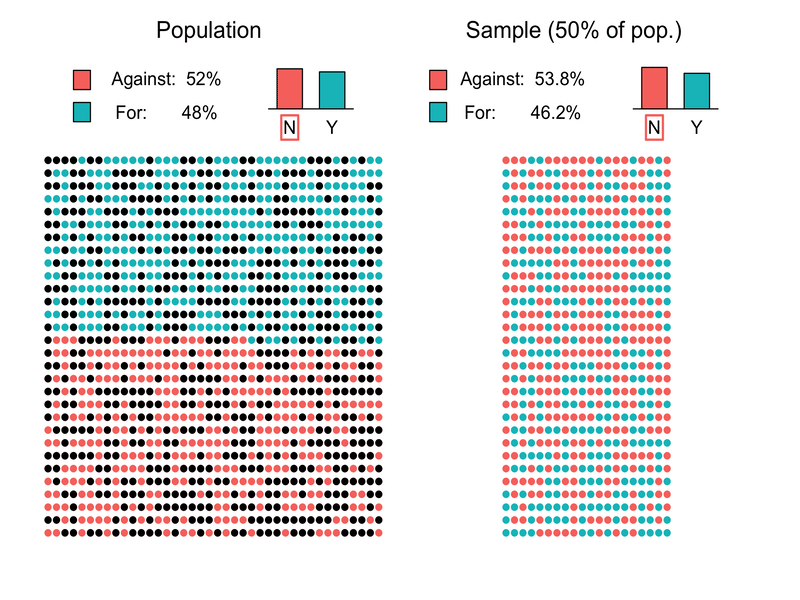 Population
Against: 52%
For: 48%
N Y
Sample (50% of pop.)
Against: 53.8%
For: 46.2%
N Y